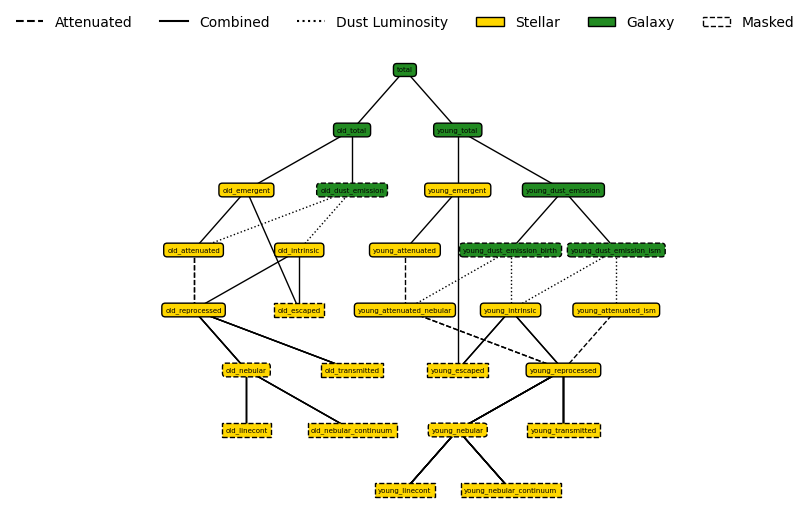 Attenuated Combined Dust Luminosity Stellar Galaxy Masked
total
old_total young_total
old_emergent old_dust_emission young_emergent young_dust_emission
old_attenuated old_intrinsic young_attenuated young_dust_emission_birth young_dust_emission_ism
old_reprocessed old_escaped young_attenuated_nebular young_intrinsic young_attenuated_ism
old_nebular old_transmitted young_escaped young_reprocessed
old_linecont old_nebular_continuum young_nebular young_transmitted
young_linecont young_nebular_continuum